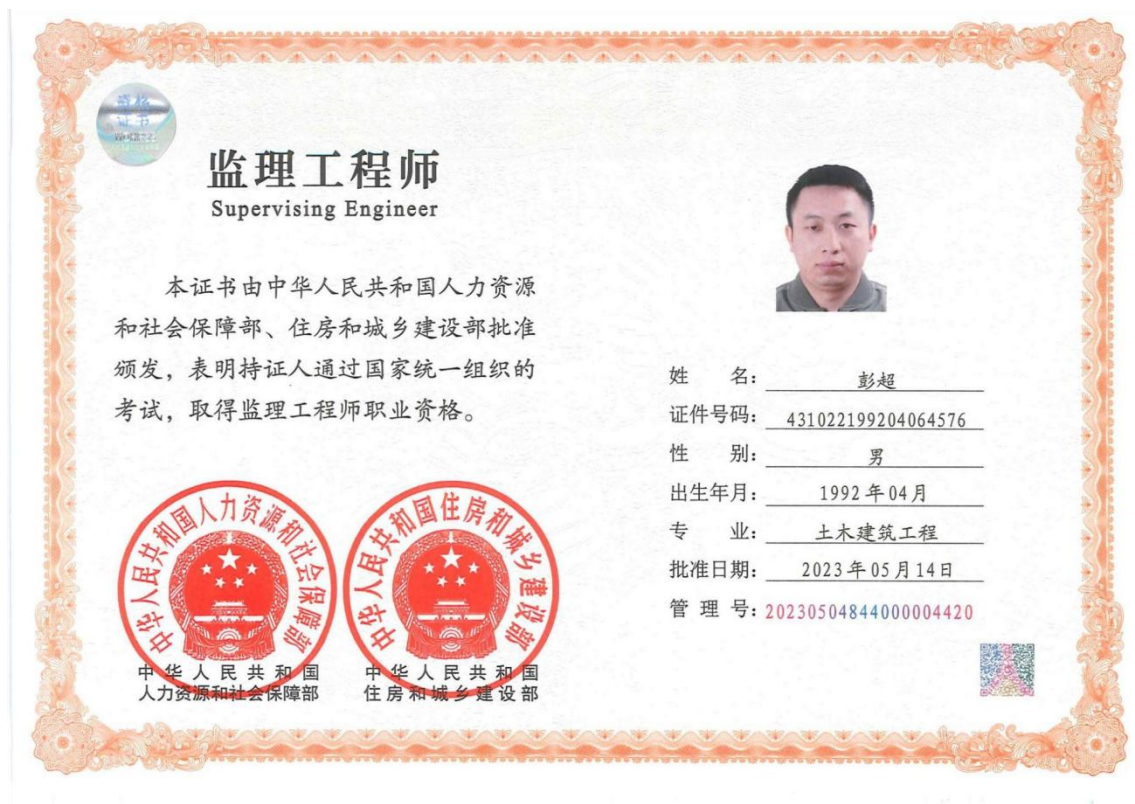 资格
证书
监理工程师
Supervising Engineer
本证书由中华人民共和国人力资源
和社会保障部、住房和城乡建设部批准
颁发，表明持证人通过国家统一组织的
考试，取得监理工程师职业资格。
中华人民共和国人力资源和社会保障部
中华人民共和国住房和城乡建设部
中华人民共和国
人力资源和社会保障部
中华人民共和国
住房和城乡建设部
姓 名：彭超
证件号码：431022199204064576
性 别：男
出生年月：1992年04月
专 业：土木建筑工程
批准日期：2023年05月14日
管 理 号：20230504844000004420